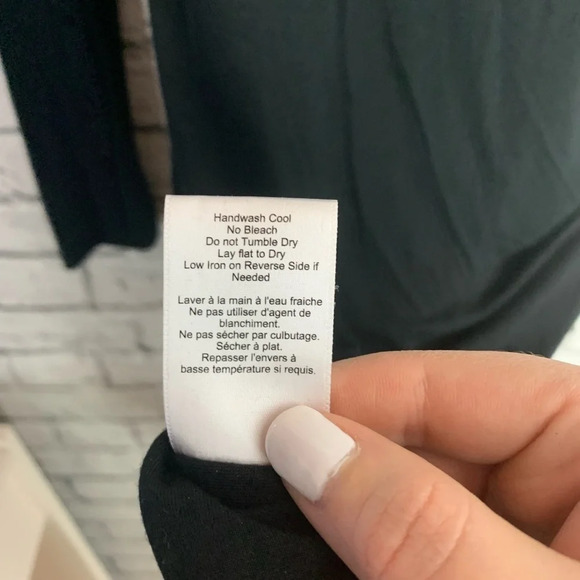 Handwash Cool
No Bleach
Do not Tumble Dry
Lay flat to Dry
Low Iron on Reverse Side if
Needed
Laver à la main à l'eau fraiche
Ne pas utiliser d'agent de
blanchiment.
Ne pas sécher par culbutage.
Sécher à plat.
Repasser l'envers à
basse température si requis.